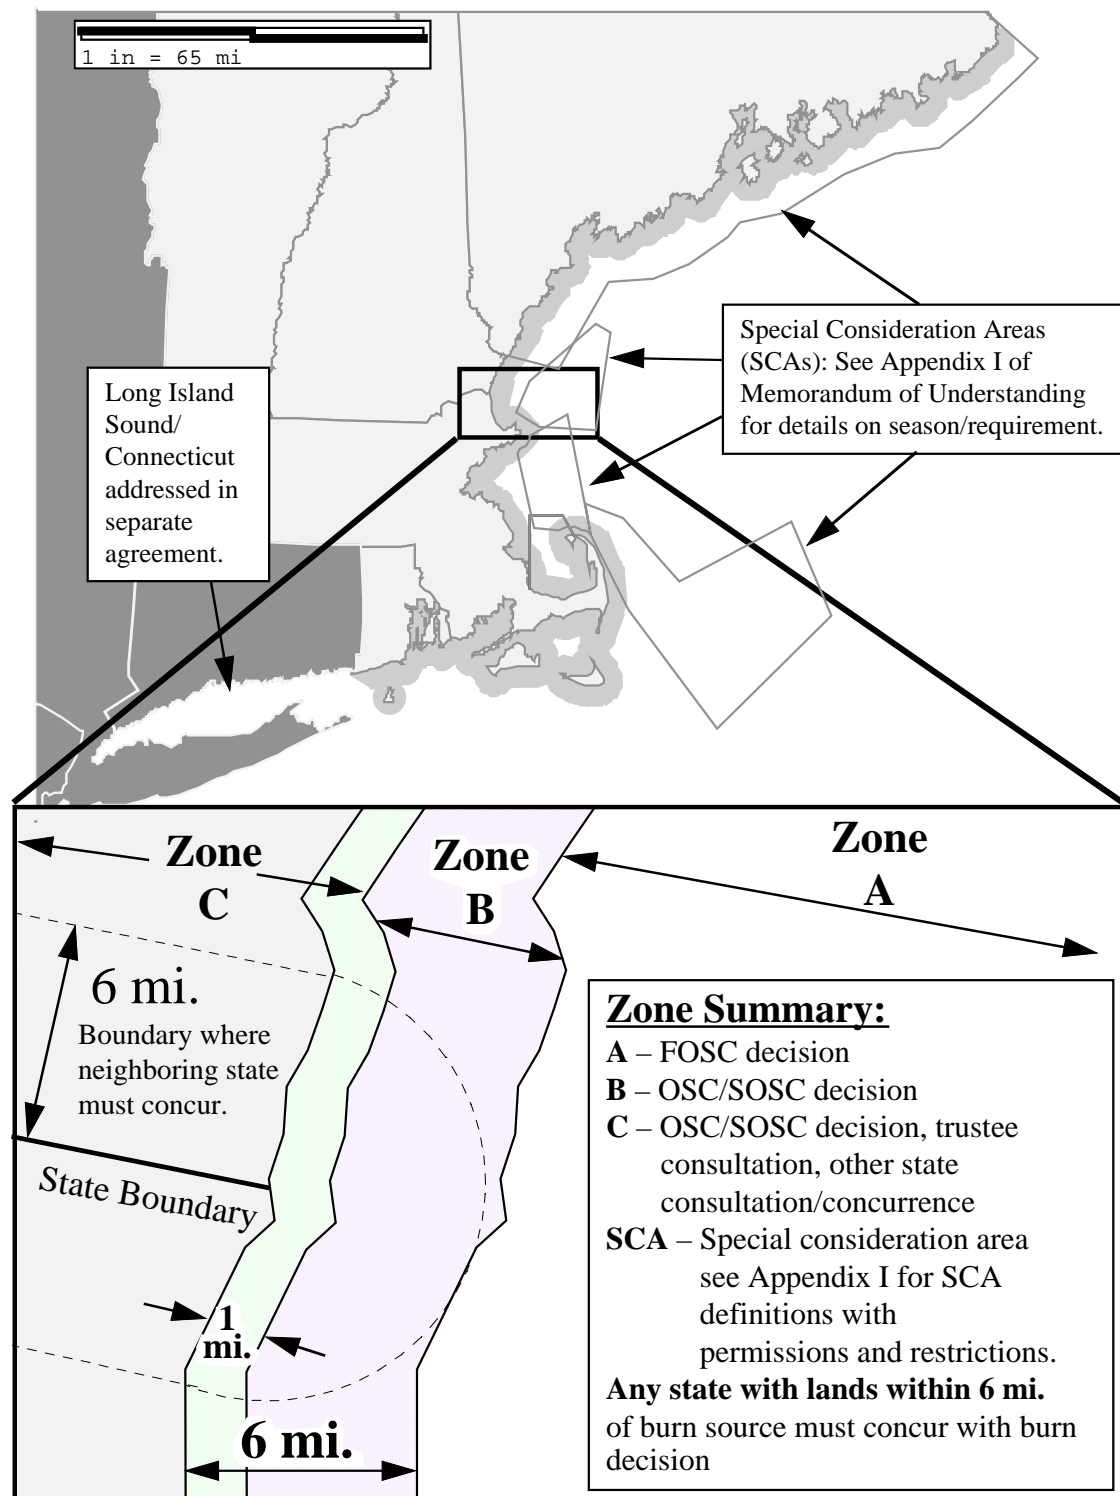 1 in = 65 mi
Special Consideration Areas
(SCAs): See Appendix I of
Memorandum of Understanding
for details on season/requirement.
Long Island
Sound/
Connecticut
addressed in
separate
agreement.
Zone
C
Zone
B
Zone
A
6 mi.
Boundary where
neighboring state
must concur.
State Boundary
1
mi.
6 mi.
Zone Summary:
A – FOSC decision
B – OSC/SOSC decision
C – OSC/SOSC decision, trustee
consultation, other state
consultation/concurrence
SCA – Special consideration area
see Appendix I for SCA
definitions with
permissions and restrictions.
Any state with lands within 6 mi.
of burn source must concur with burn
decision